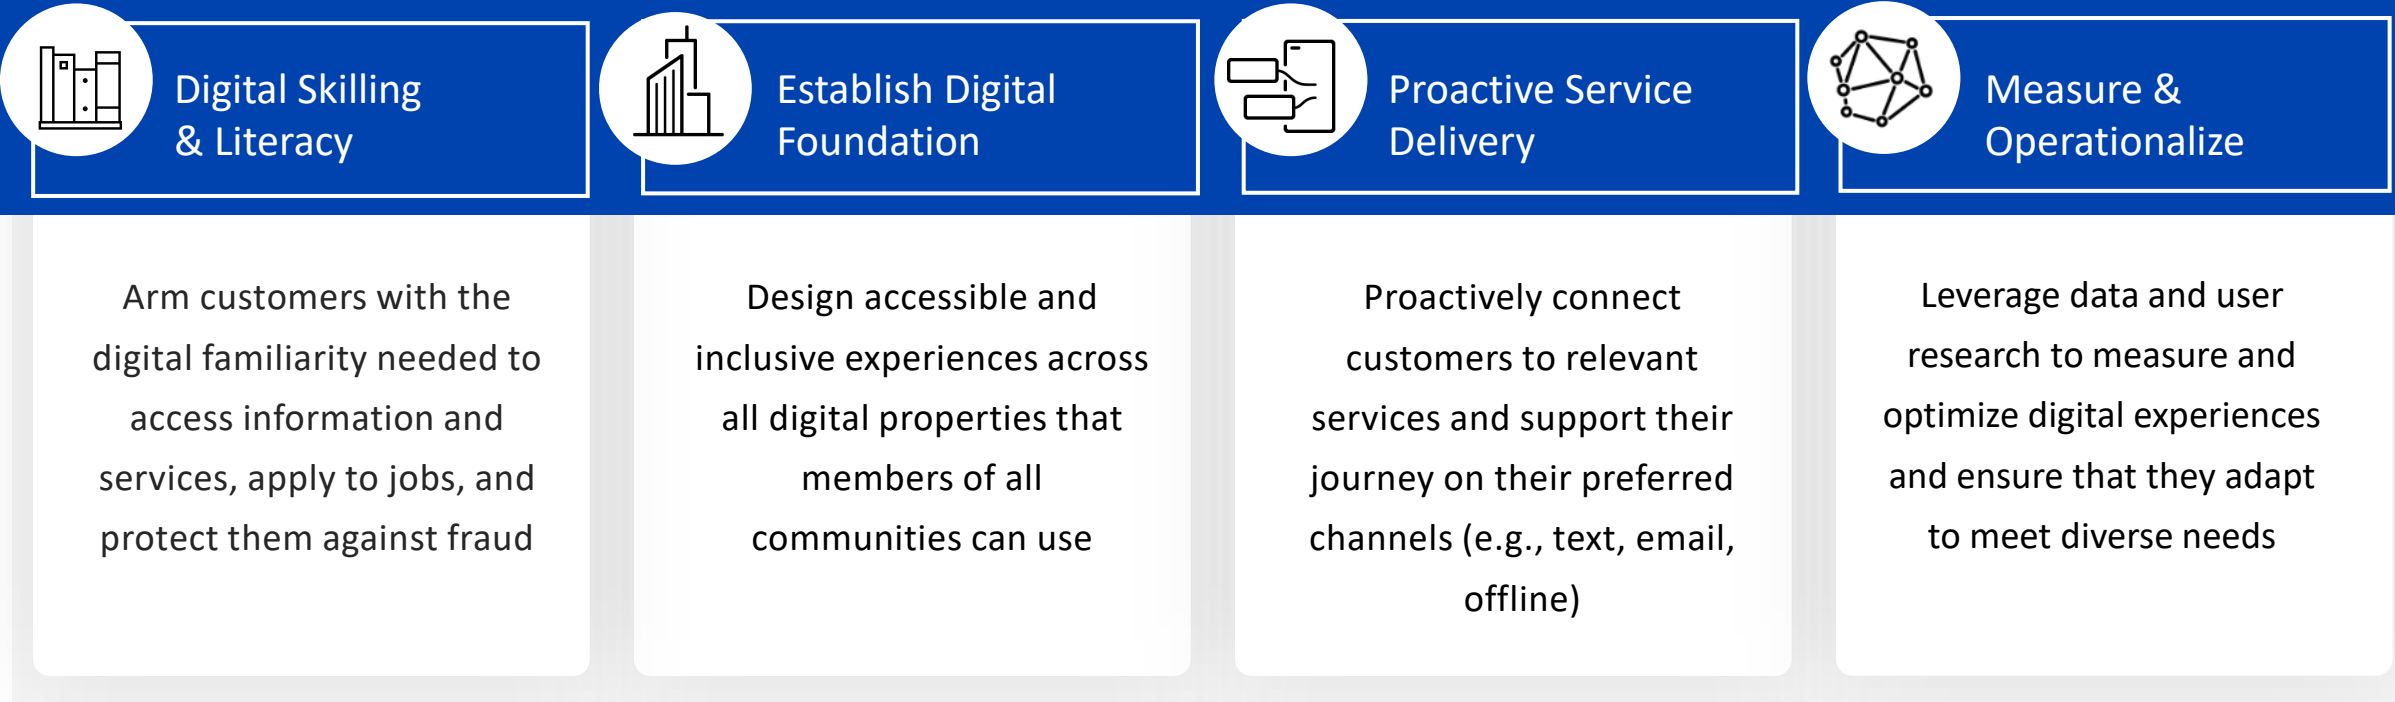 Digital Skilling
& Literacy
Arm customers with the
digital familiarity needed to
access information and
services, apply to jobs, and
protect them against fraud
Establish Digital
Foundation
Design accessible and
inclusive experiences across
all digital properties that
members of all
communities can use
Proactive Service
Delivery
Proactively connect
customers to relevant
services and support their
journey on their preferred
channels (e.g., text, email,
offline)
Measure &
Operationalize
Leverage data and user
research to measure and
optimize digital experiences
and ensure that they adapt
to meet diverse needs